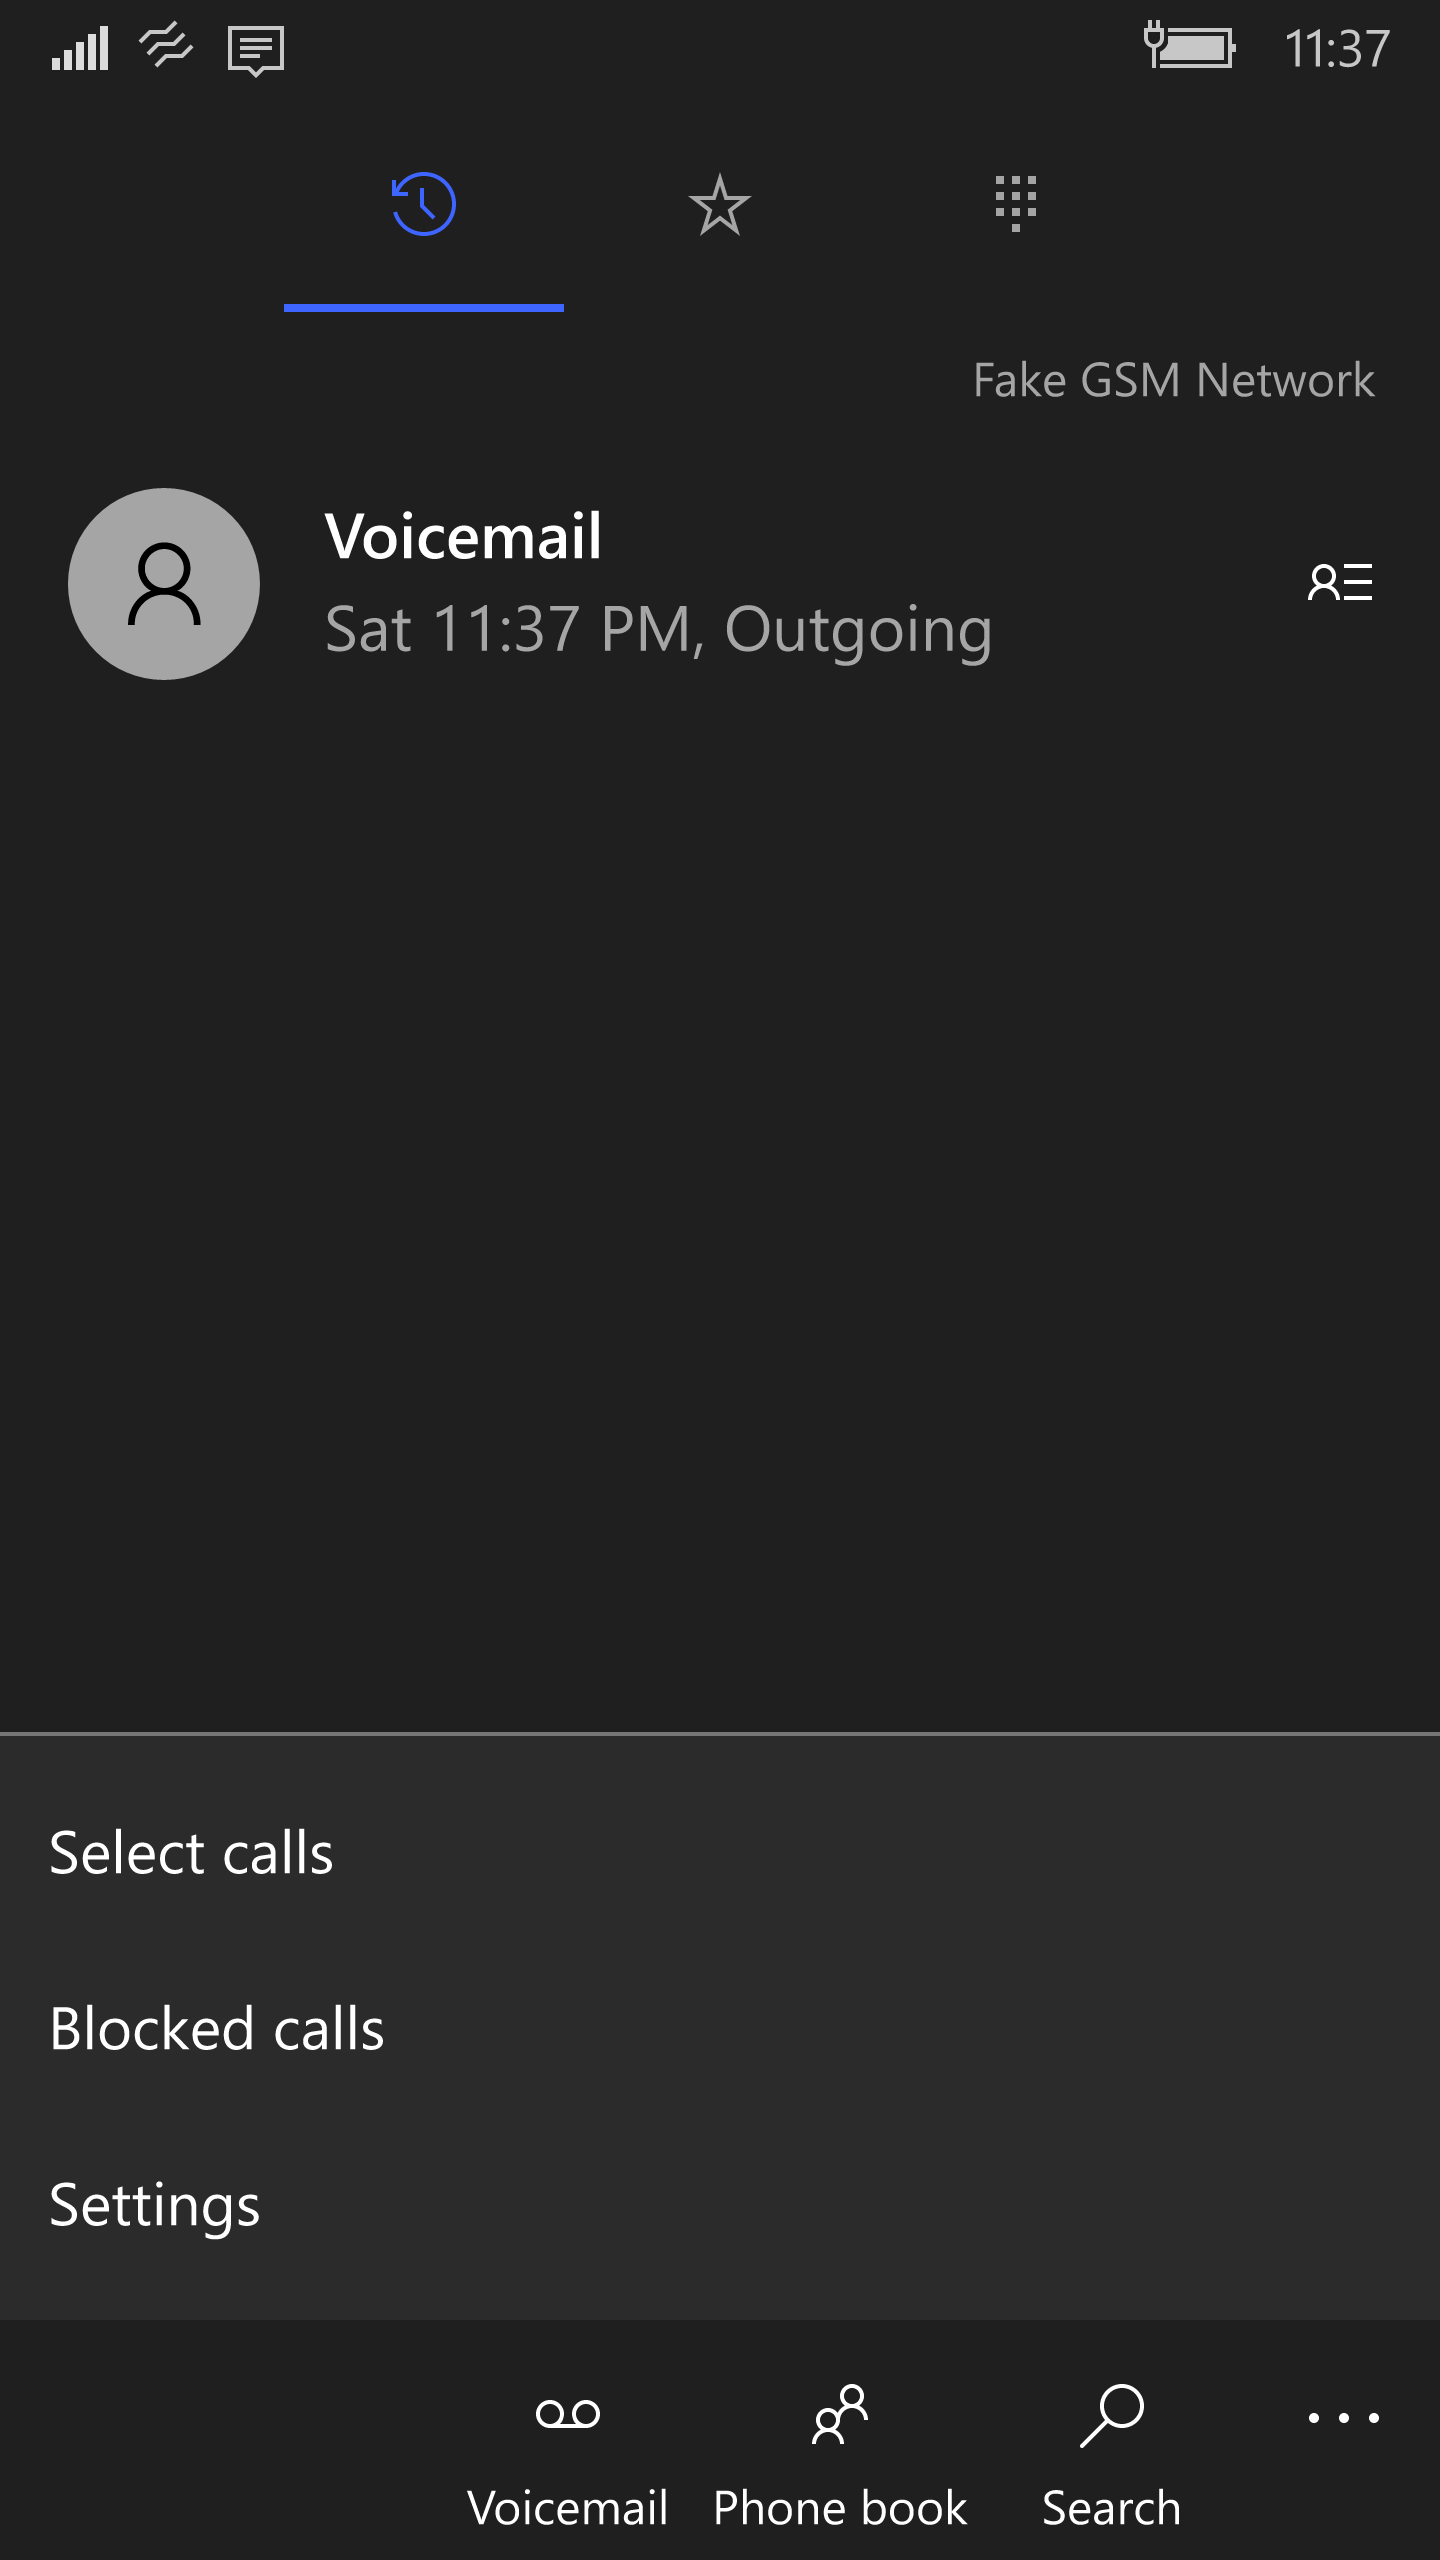 11:37
Fake GSM Network
Voicemail
Sat 11:37 PM, Outgoing
Select calls
Blocked calls
Settings
Voicemail
Phone book
Search